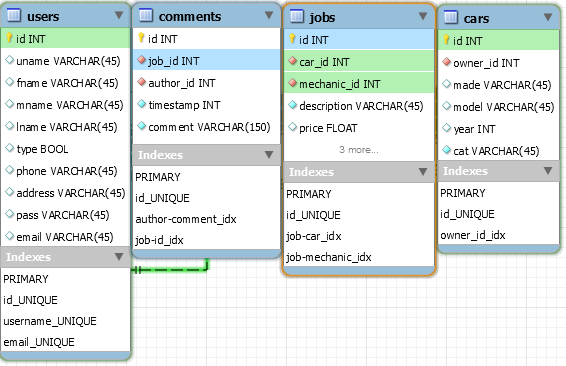 users
id INT
uname VARCHAR(45)
fname VARCHAR(45)
mname VARCHAR(45)
lname VARCHAR(45)
type BOOL
phone VARCHAR(45)
address VARCHAR(45)
pass VARCHAR(45)
email VARCHAR(45)
Indexes
PRIMARY
id_UNIQUE
username_UNIQUE
email_UNIQUE
comments
id INT
job_id INT
author_id INT
timestamp INT
comment VARCHAR(150)
Indexes
PRIMARY
id_UNIQUE
author-comment_idx
job-id_idx
jobs
id INT
car_id INT
mechanic_id INT
description VARCHAR(45)
price FLOAT
3 more...
Indexes
PRIMARY
id_UNIQUE
job-car_idx
job-mechanic_idx
cars
id INT
owner_id INT
made VARCHAR(45)
model VARCHAR(45)
year INT
cat VARCHAR(45)
Indexes
PRIMARY
id_UNIQUE
owner_id_idx